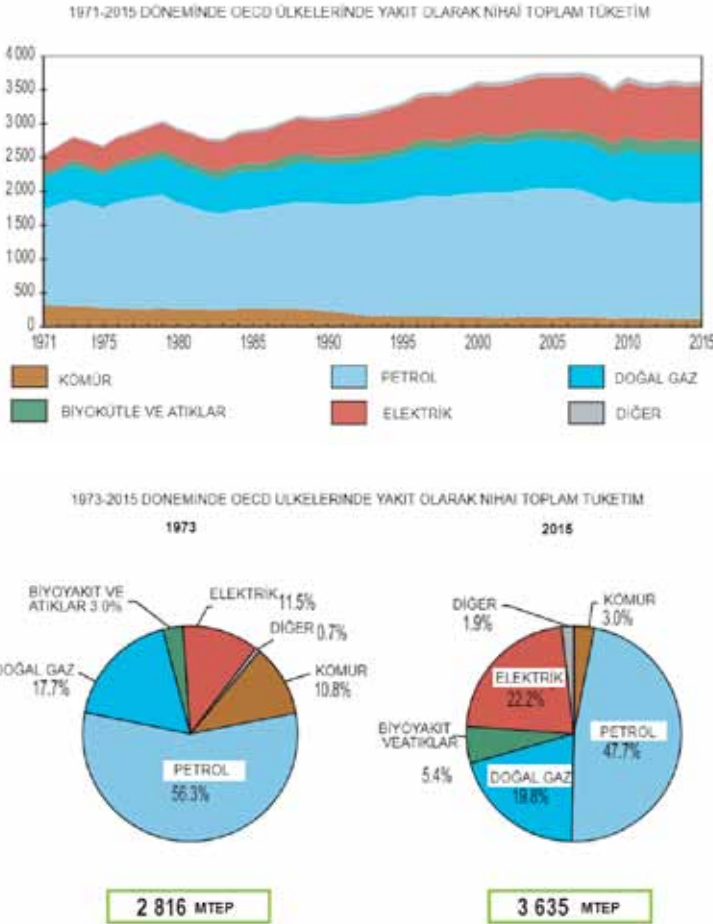 1971-2015 DÖNEMİNDE OECD ÜLKELERİNDE YAKIT OLARAK NİHAİ TOPLAM TÜKETİM
4 000
3 500
3 000
2 500
2 000
1 500
1 000
500
0
1971 1975 1980 1985 1990 1995 2000 2005 2010 2015
KÖMÜR PETROL DOĞAL GAZ
BİYOKÜTLE VE ATIKLAR ELEKTRİK DİĞER
1973-2015 DÖNEMİNDE OECD ÜLKELERİNDE YAKIT OLARAK NİHAİ TOPLAM TÜKETİM
1973
BİYOYAKIT VE
ATIKLAR 3.0%
ELEKTRİK 11.5%
DİĞER 0.7%
KÖMÜR
10.8%
DOĞAL GAZ
17.7%
PETROL
56.3%
2 816 MTEP
2015
DİĞER
1.9%
KÖMÜR
3.0%
ELEKTRİK
22.2%
PETROL
47.7%
BİYOYAKIT
VEATIKLAR
5.4%
DOĞAL GAZ
19.8%
3 635 MTEP